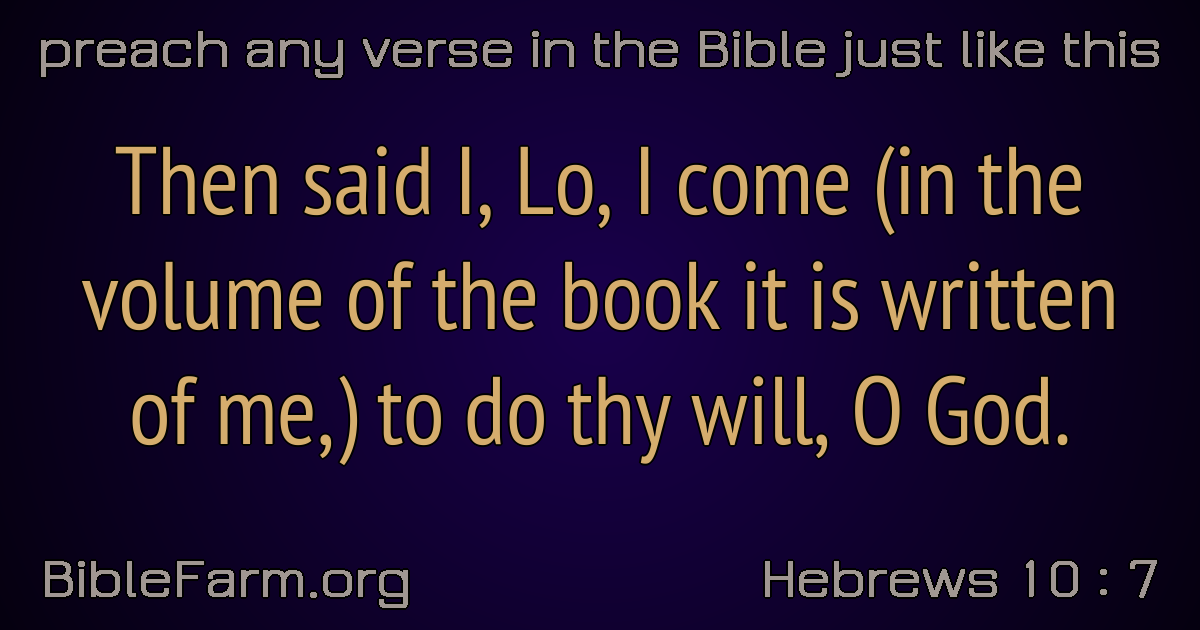 preach any verse in the Bible just like this
Then said I, Lo, I come (in the
volume of the book it is written
of me,) to do thy will, O God.
BibleFarm.org
Hebrews 10 : 7